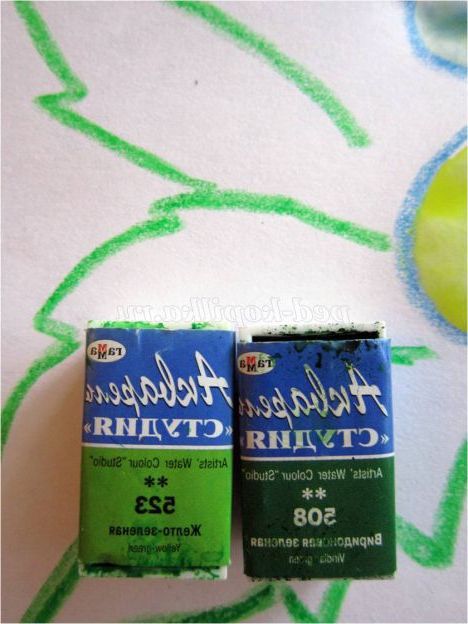 ped-kopilka.ru
гаММа
Акварель
«СТУДИЯ»
Artists' Water Colour "Studio"
**
523
Желто-зеленая
Yellow-green
гаММа
Акварель
«СТУДИЯ»
Artists' Water Colour "Studio"
**
508
Виридоновая зеленая
green